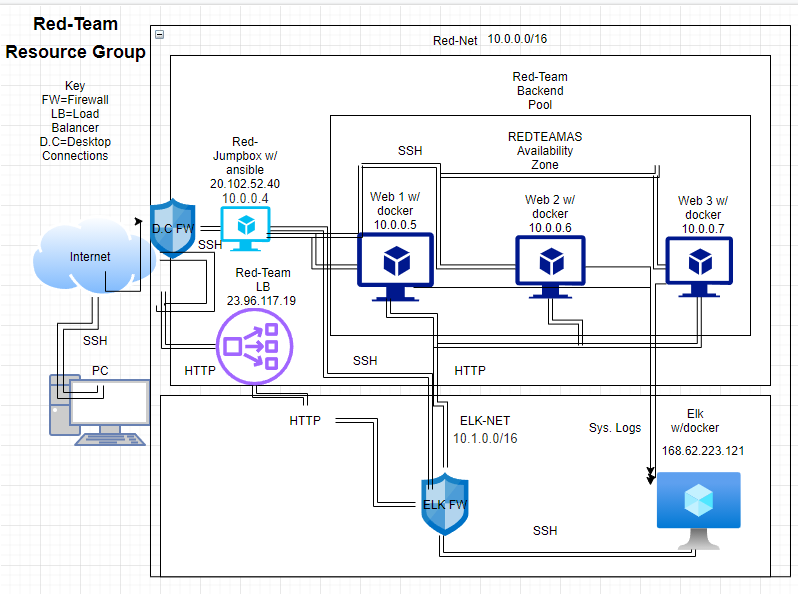 Red-Team
Resource Group
Key
FW=Firewall
LB=Load
Balancer
D.C=Desktop
Connections
Red-Net 10.0.0.0/16
Red-Team
Backend
Pool
REDTEAMAS
Availability
Zone
SSH
Red-
Jumpbox w/
ansible
20.102.52.40
10.0.0.4
Web 1 w/
docker
10.0.0.5
Web 2 w/
docker
10.0.0.6
Web 3 w/
docker
10.0.0.7
D.C FW
SSH
Internet
Red-Team
LB
23.96.117.19
SSH
PC
HTTP
SSH
HTTP
HTTP
ELK-NET
10.1.0.0/16
Sys. Logs
Elk
w/docker
168.62.223.121
ELK FW
SSH